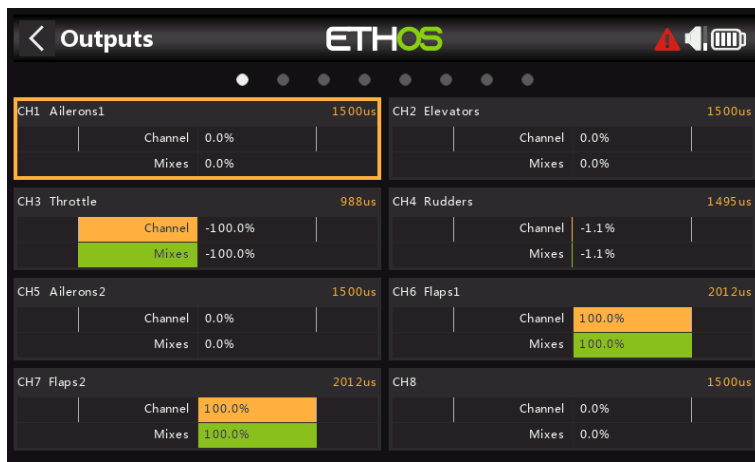 Outputs
ETHOS
CH1 Ailerons1 1500us
Channel 0.0%
Mixes 0.0%
CH2 Elevators 1500us
Channel 0.0%
Mixes 0.0%
CH3 Throttle 988us
Channel -100.0%
Mixes -100.0%
CH4 Rudders 1495us
Channel -1.1%
Mixes -1.1%
CH5 Ailerons2 1500us
Channel 0.0%
Mixes 0.0%
CH6 Flaps1 2012us
Channel 100.0%
Mixes 100.0%
CH7 Flaps2 2012us
Channel 100.0%
Mixes 100.0%
CH8 1500us
Channel 0.0%
Mixes 0.0%